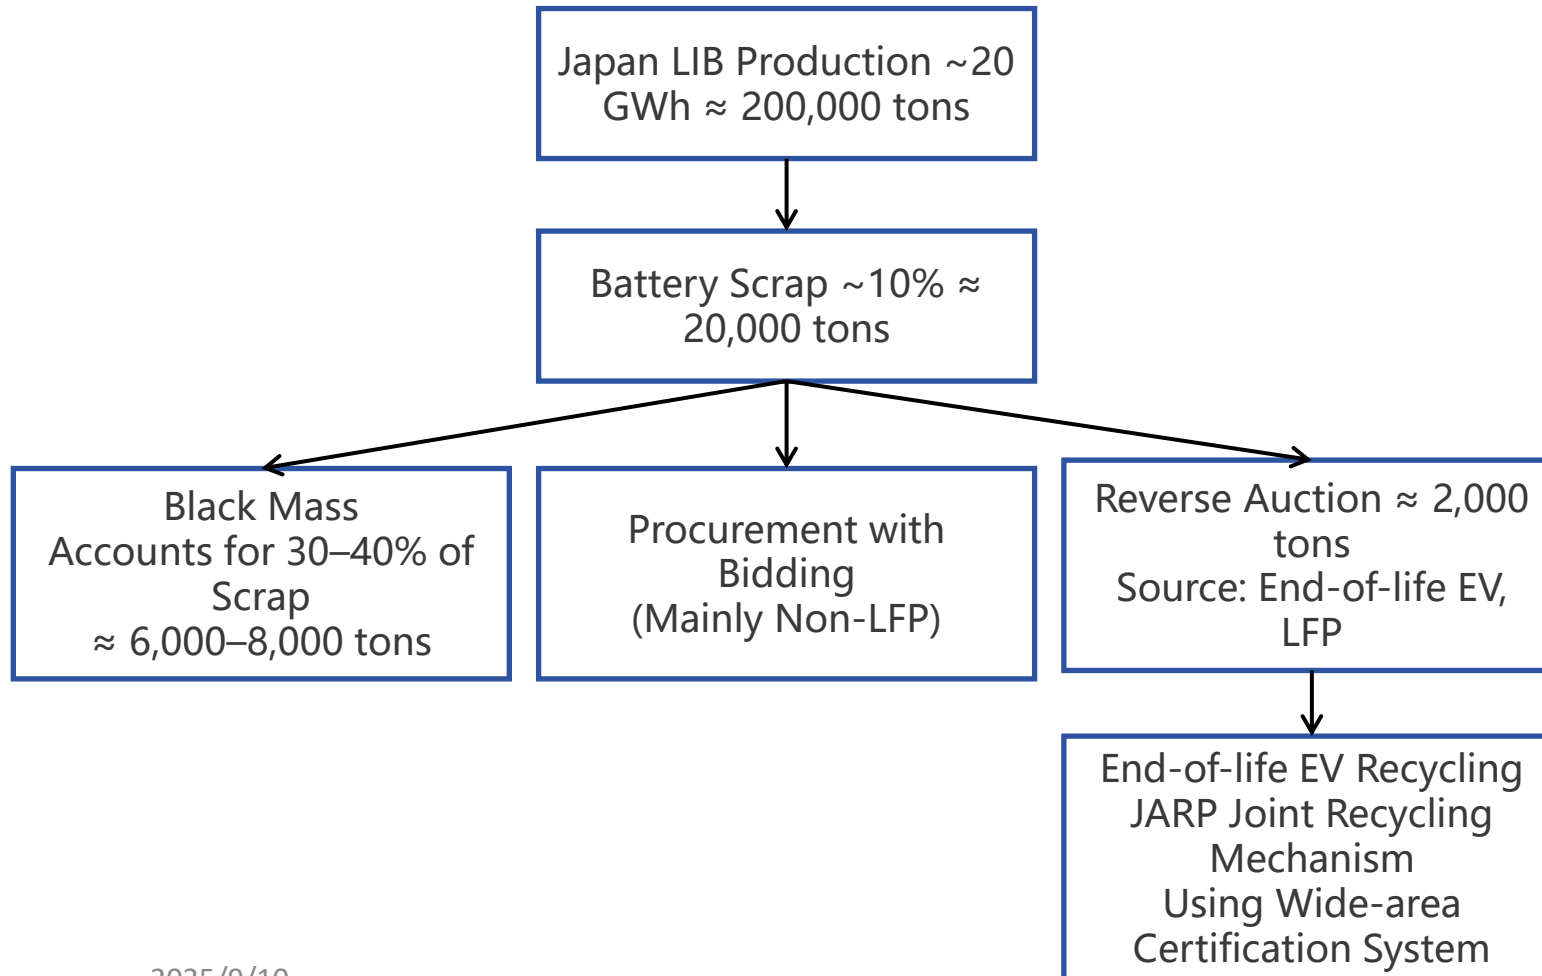 Japan LIB Production ~20
GWh ≈ 200,000 tons
Battery Scrap ~10% ≈
20,000 tons
Black Mass
Accounts for 30–40% of
Scrap
≈ 6,000–8,000 tons
Procurement with
Bidding
(Mainly Non-LFP)
Reverse Auction ≈ 2,000
tons
Source: End-of-life EV,
LFP
End-of-life EV Recycling
JARP Joint Recycling
Mechanism
Using Wide-area
Certification System
2025/9/10